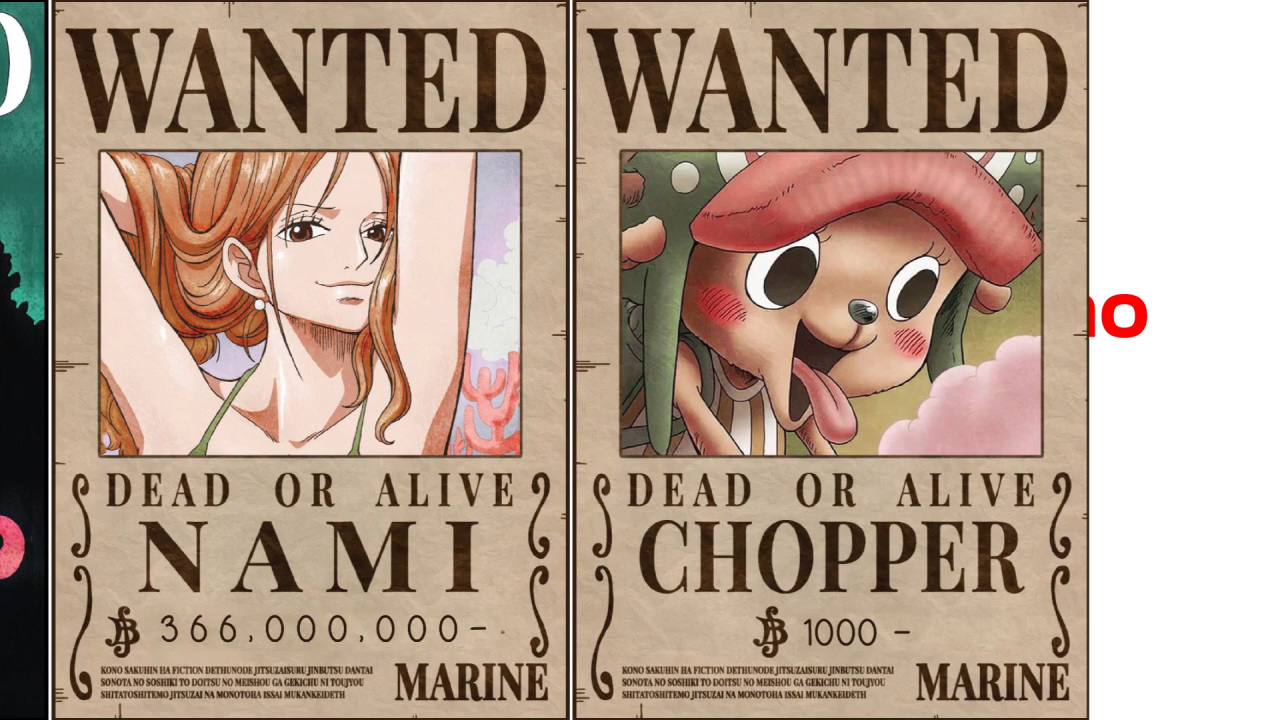 WANTED
DEAD OR ALIVE
NAMI
366,000,000-
KONO SAKUHIN HA FICTION DETHUNODE JITSUZAISURU JINBUTSU DANTAI
SONOTA NO SOSHIKI TO DOITSU NO MEISHOU GA GEKICHU NI TOUJYOU
SHITATOSHITEMO JITSUZAI NA MONOTOHA ISSAI MUKANKEIDETH
MARINE
WANTED
DEAD OR ALIVE
CHOPPER
1000 -
KONO SAKUHIN HA FICTION DETHUNODE JITSUZAISURU JINBUTSU DANTAI
SONOTA NO SOSHIKI TO DOITSU NO MEISHOU GA GEKICHU NI TOUJYOU
SHITATOSHITEMO JITSUZAI NA MONOTOHA ISSAI MUKANKEIDETH
MARINE